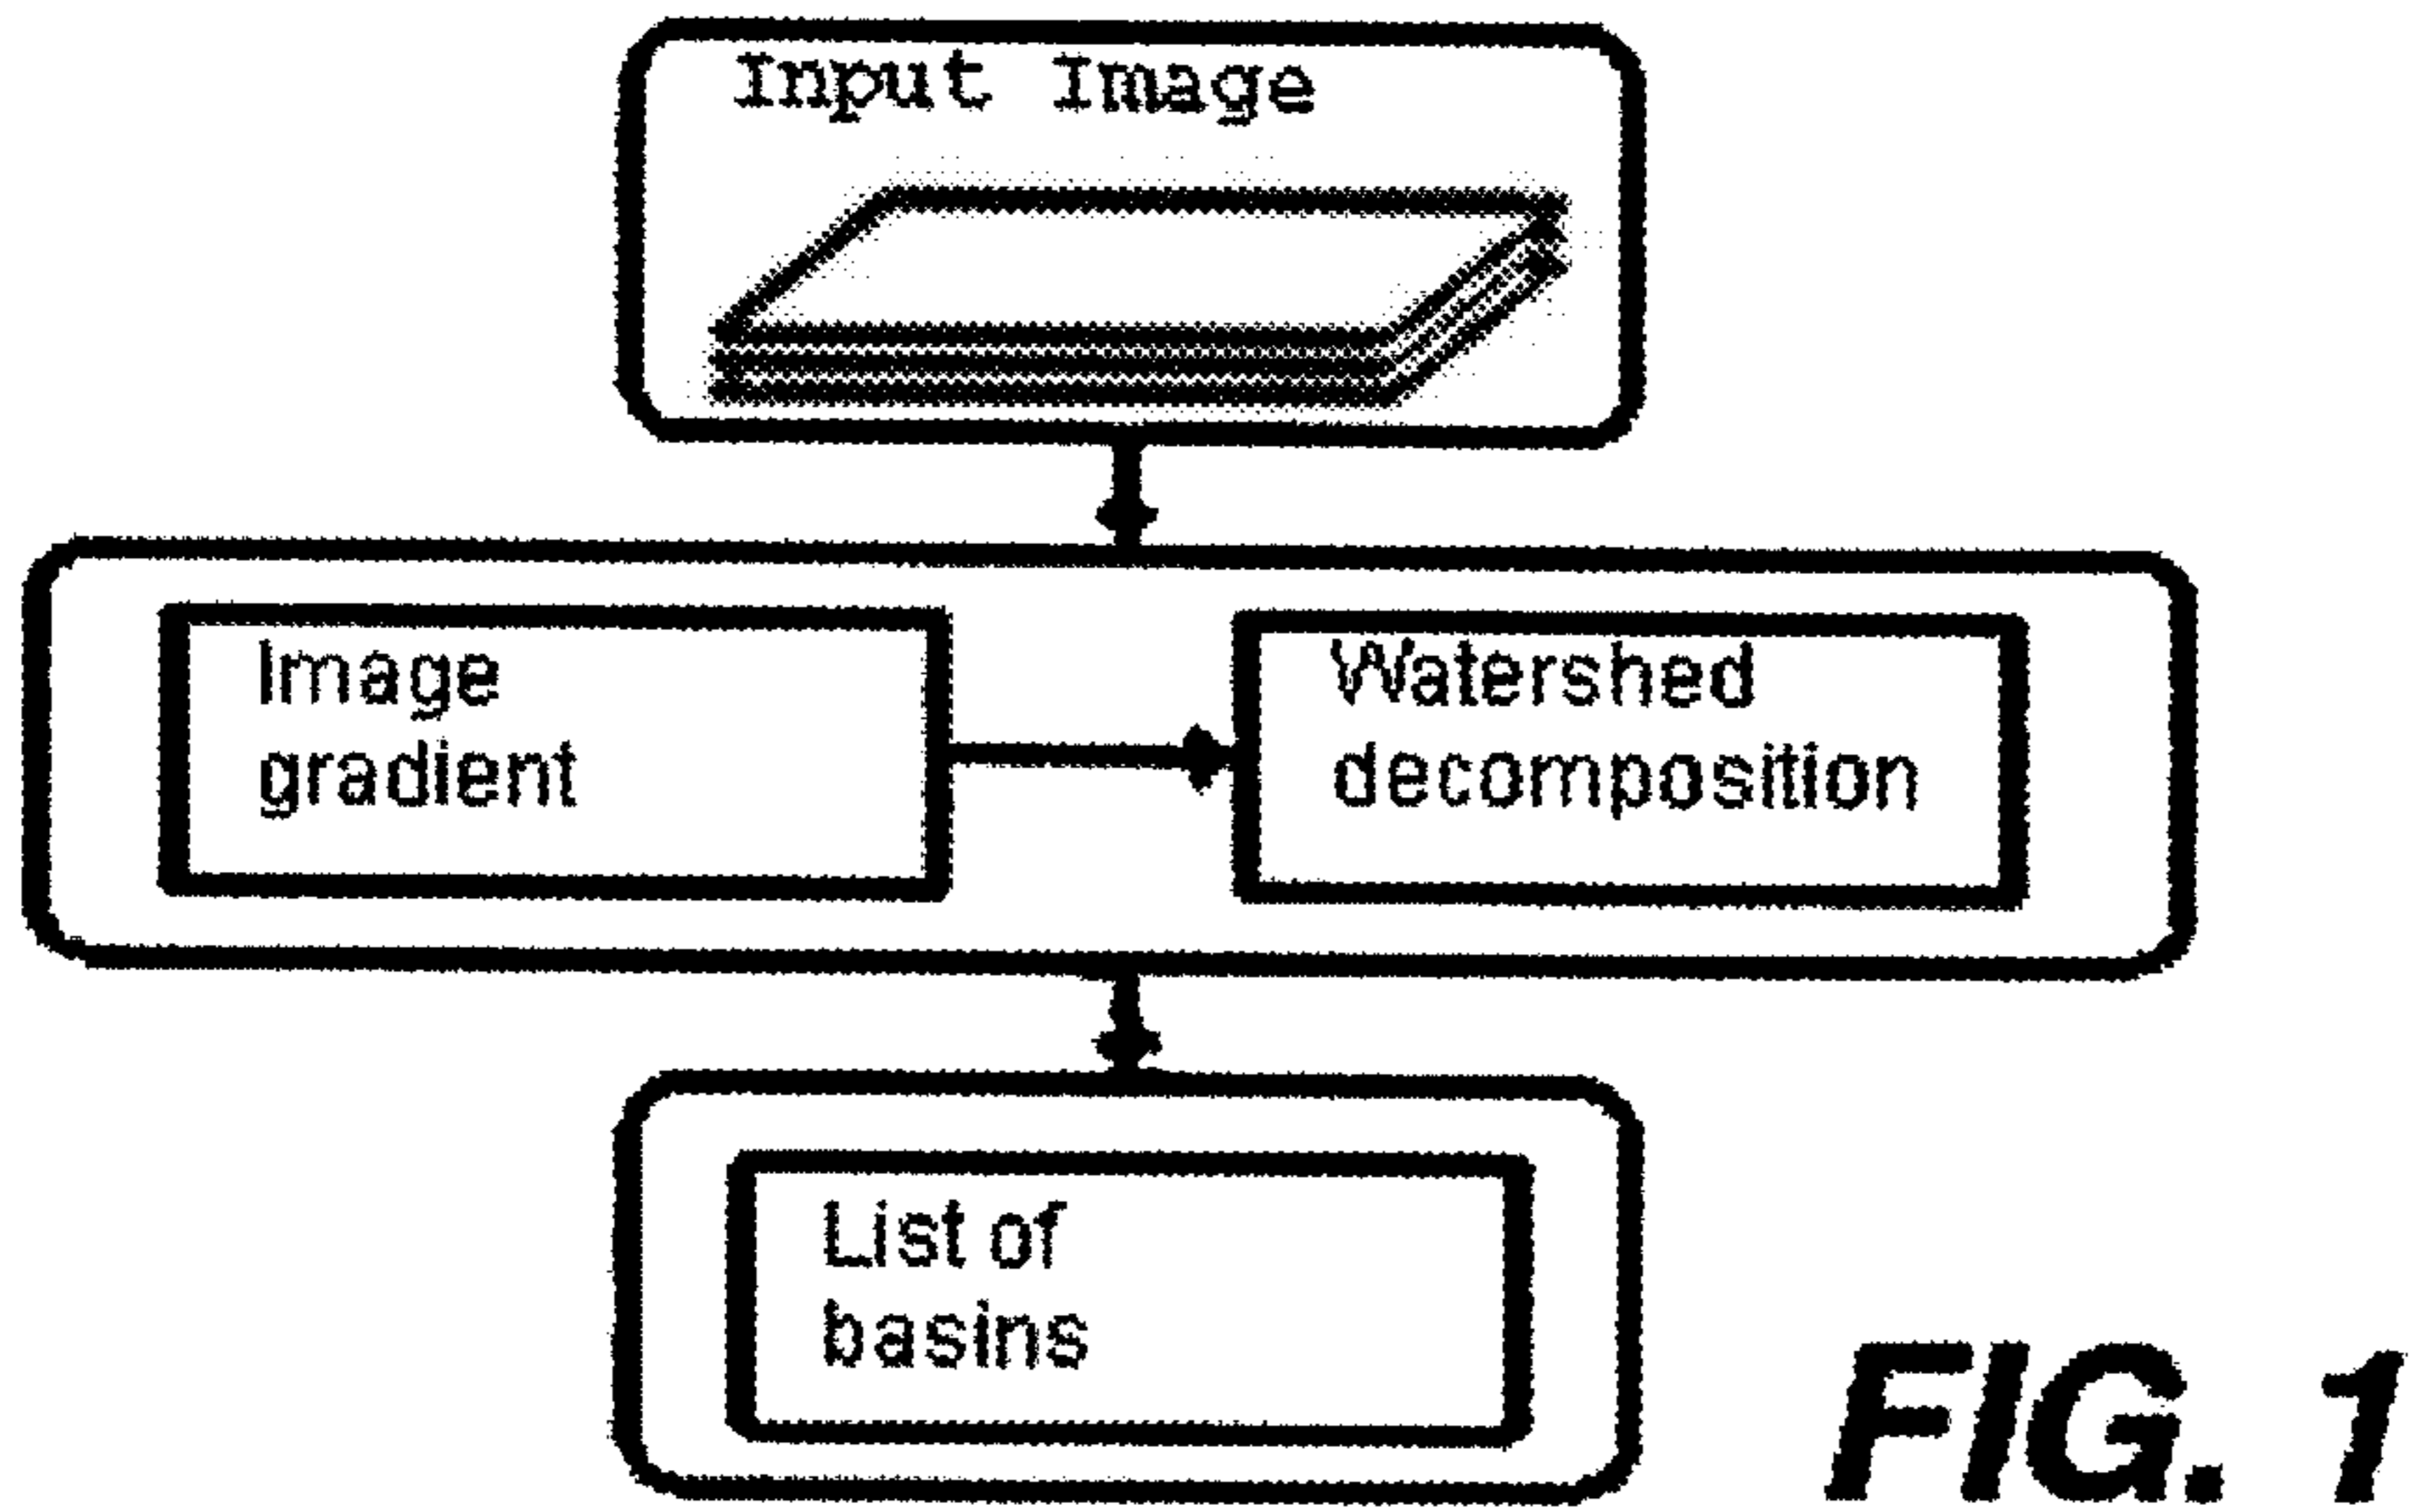 Input Image
Image
gradient
Watershed
decomposition
List of
basins
FIG. 1